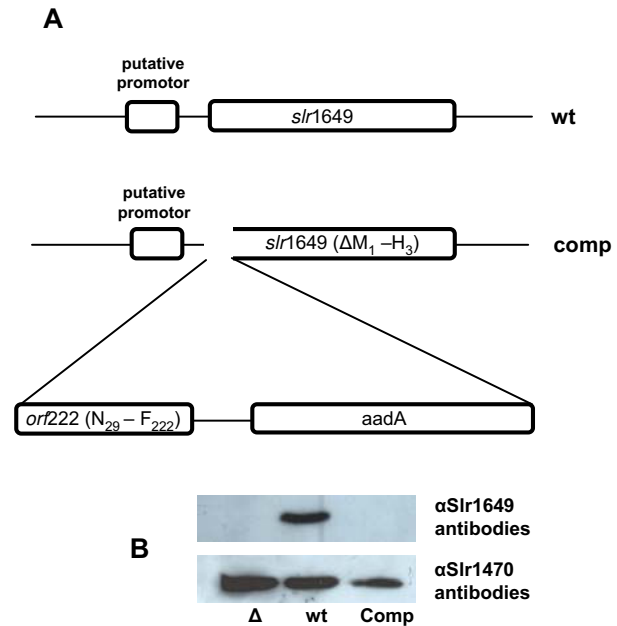 A
putative
promotor
slr1649
wt
putative
promotor
slr1649 (ΔM1 –H3)
comp
orf222 (N29 – F222)
aadA
B
αSlr1649
antibodies
αSlr1470
antibodies
Δ wt Comp